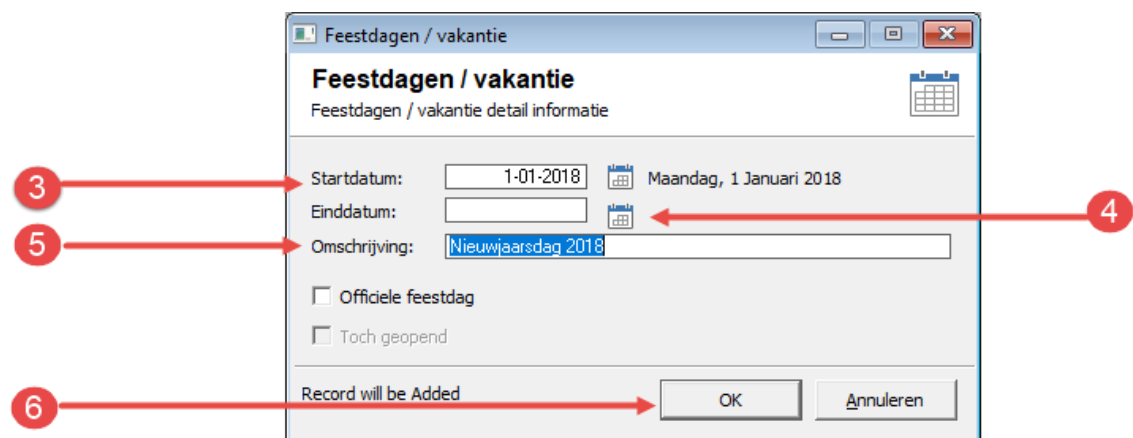 Feestdagen / vakantie
Feestdagen / vakantie
Feestdagen / vakantie detail informatie
3 Startdatum: 1-01-2018 Maandag, 1 Januari 2018
Einddatum: 4
5 Omschrijving: Nieuwjaarsdag 2018
Officiele feestdag
Toch geopend
6 Record will be Added OK Annuleren